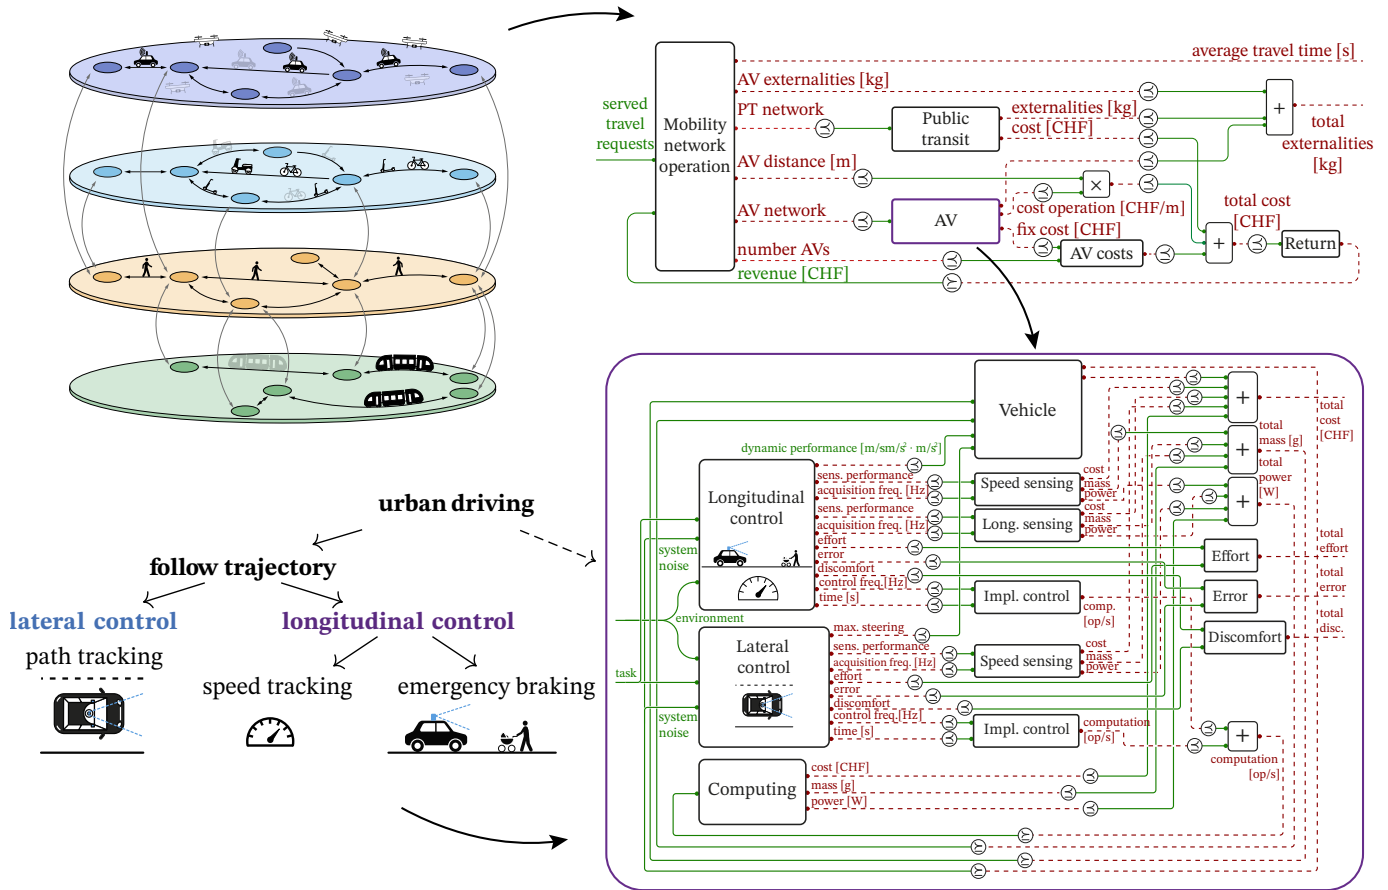 average travel time [s]
served
travel
requests
Mobility
network
operation
AV externalities [kg]
PT network
Public
transit
externalities [kg]
cost [CHF]
+
total
externalities
[kg]
AV distance [m]
×
AV network
AV
cost operation [CHF/m]
fix cost [CHF]
total cost
[CHF]
+
Return
number AVs
AV costs
revenue [CHF]
urban driving
follow trajectory
lateral control
longitudinal control
path tracking
speed tracking
emergency braking
Vehicle
dynamic performance [m/sm/s² · m/s²]
Longitudinal
control
sens. performance
acquisition freq. [Hz]
sens. performance
acquisition freq. [Hz]
effort
error
discomfort
control freq.[Hz]
time [s]
Speed sensing
cost
mass
power
Long. sensing
cost
mass
power
Impl. control
comp.
[op/s]
system
noise
environment
task
system
noise
Lateral
control
max. steering
sens. performance
acquisition freq. [Hz]
effort
error
discomfort
control freq.[Hz]
time [s]
Speed sensing
cost
mass
power
Impl. control
computation
[op/s]
Computing
cost [CHF]
mass [g]
power [W]
+
total
cost
[CHF]
+
total
mass [g]
+
total
power
[W]
Effort
total
effort
Error
total
error
Discomfort
total
disc.
+
computation
[op/s]